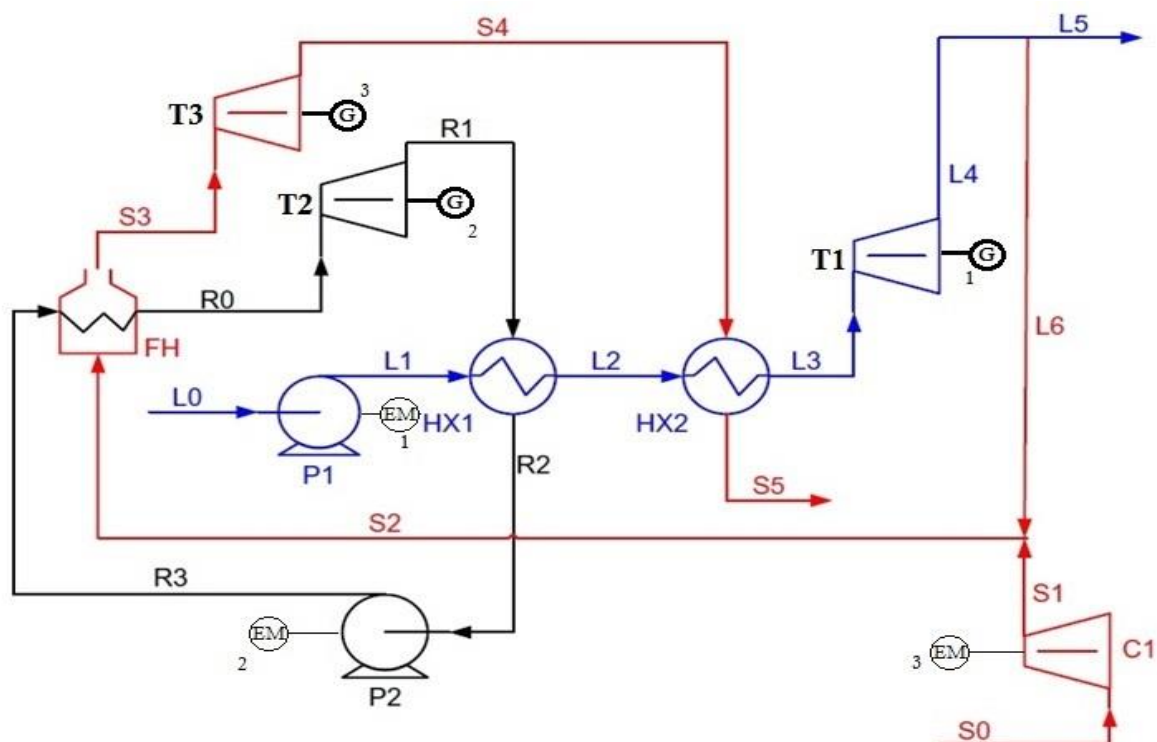 S4
L5
T3
G
3
R1
L4
T2
G
2
S3
T1
G
1
R0
L6
FH
L1
L2
L3
L0
EM
1
HX1
HX2
P1
R2
S5
S2
R3
S1
EM
2
EM
3
C1
P2
S0